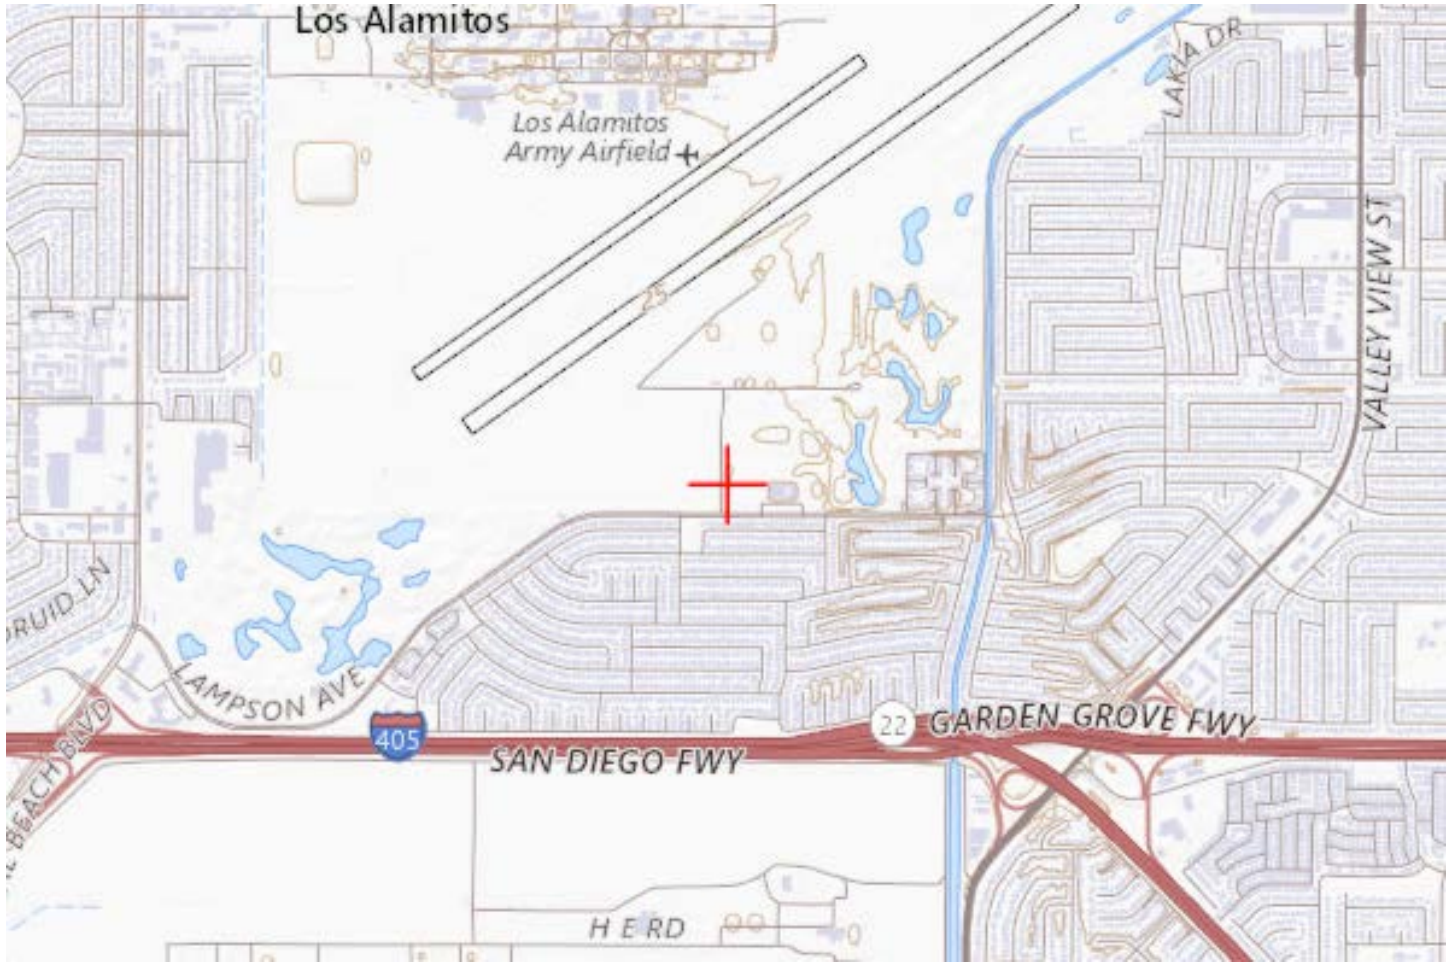 Los Alamitos
LAKIA DR
Los Alamitos
Army Airfield
VALLEY VIEW ST
DRUID LN
LAMPSON AVE
BEACH BLVD
405
22
GARDEN GROVE FWY
SAN DIEGO FWY
H E RD